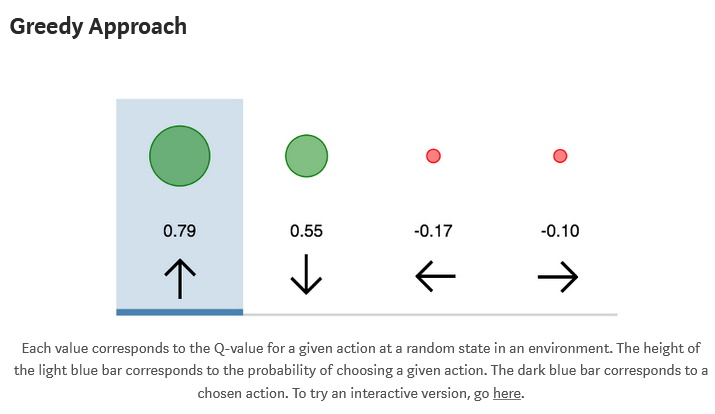 Greedy Approach
0.79 0.55 -0.17 -0.10
Each value corresponds to the Q-value for a given action at a random state in an environment. The height of
the light blue bar corresponds to the probability of choosing a given action. The dark blue bar corresponds to a
chosen action. To try an interactive version, go here.